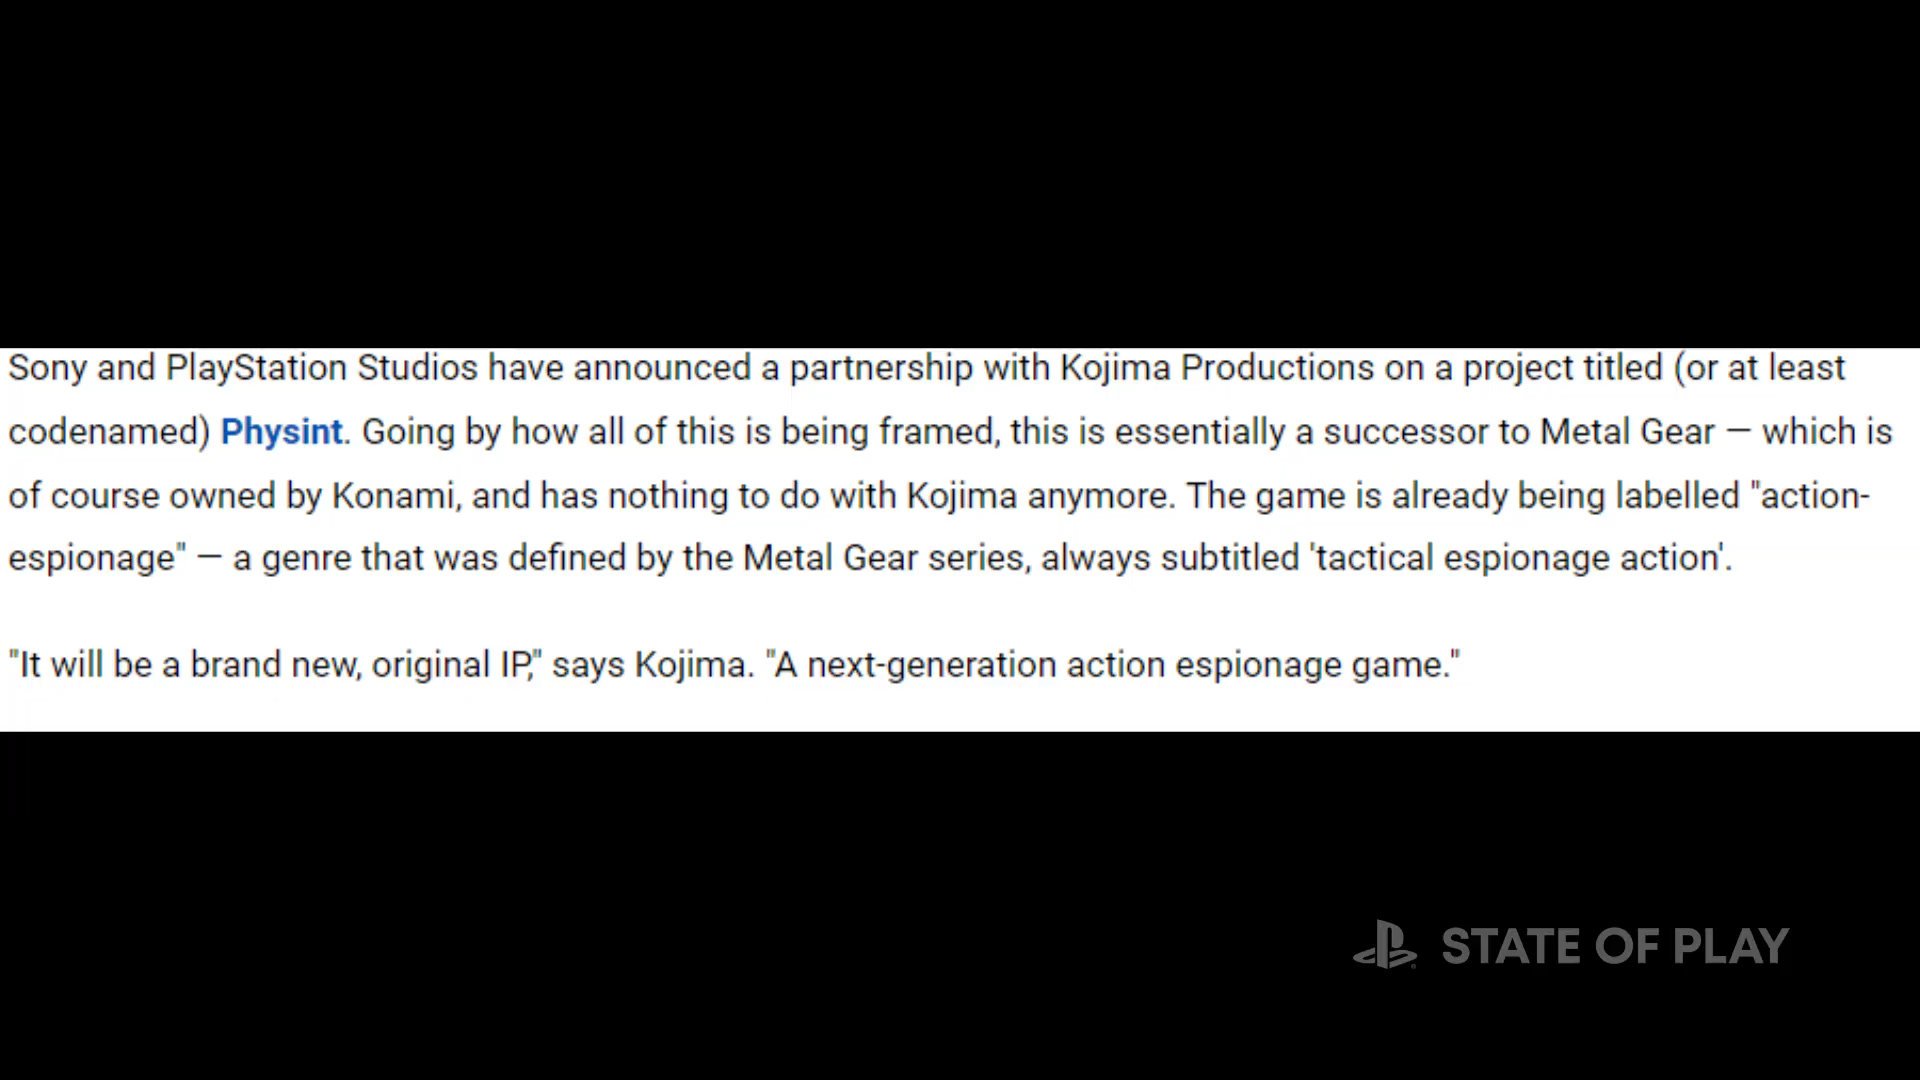 Sony and PlayStation Studios have announced a partnership with Kojima Productions on a project titled (or at least
codenamed) Physint. Going by how all of this is being framed, this is essentially a successor to Metal Gear — which is
of course owned by Konami, and has nothing to do with Kojima anymore. The game is already being labelled "action-
espionage" — a genre that was defined by the Metal Gear series, always subtitled 'tactical espionage action'.
"It will be a brand new, original IP," says Kojima. "A next-generation action espionage game."
STATE OF PLAY